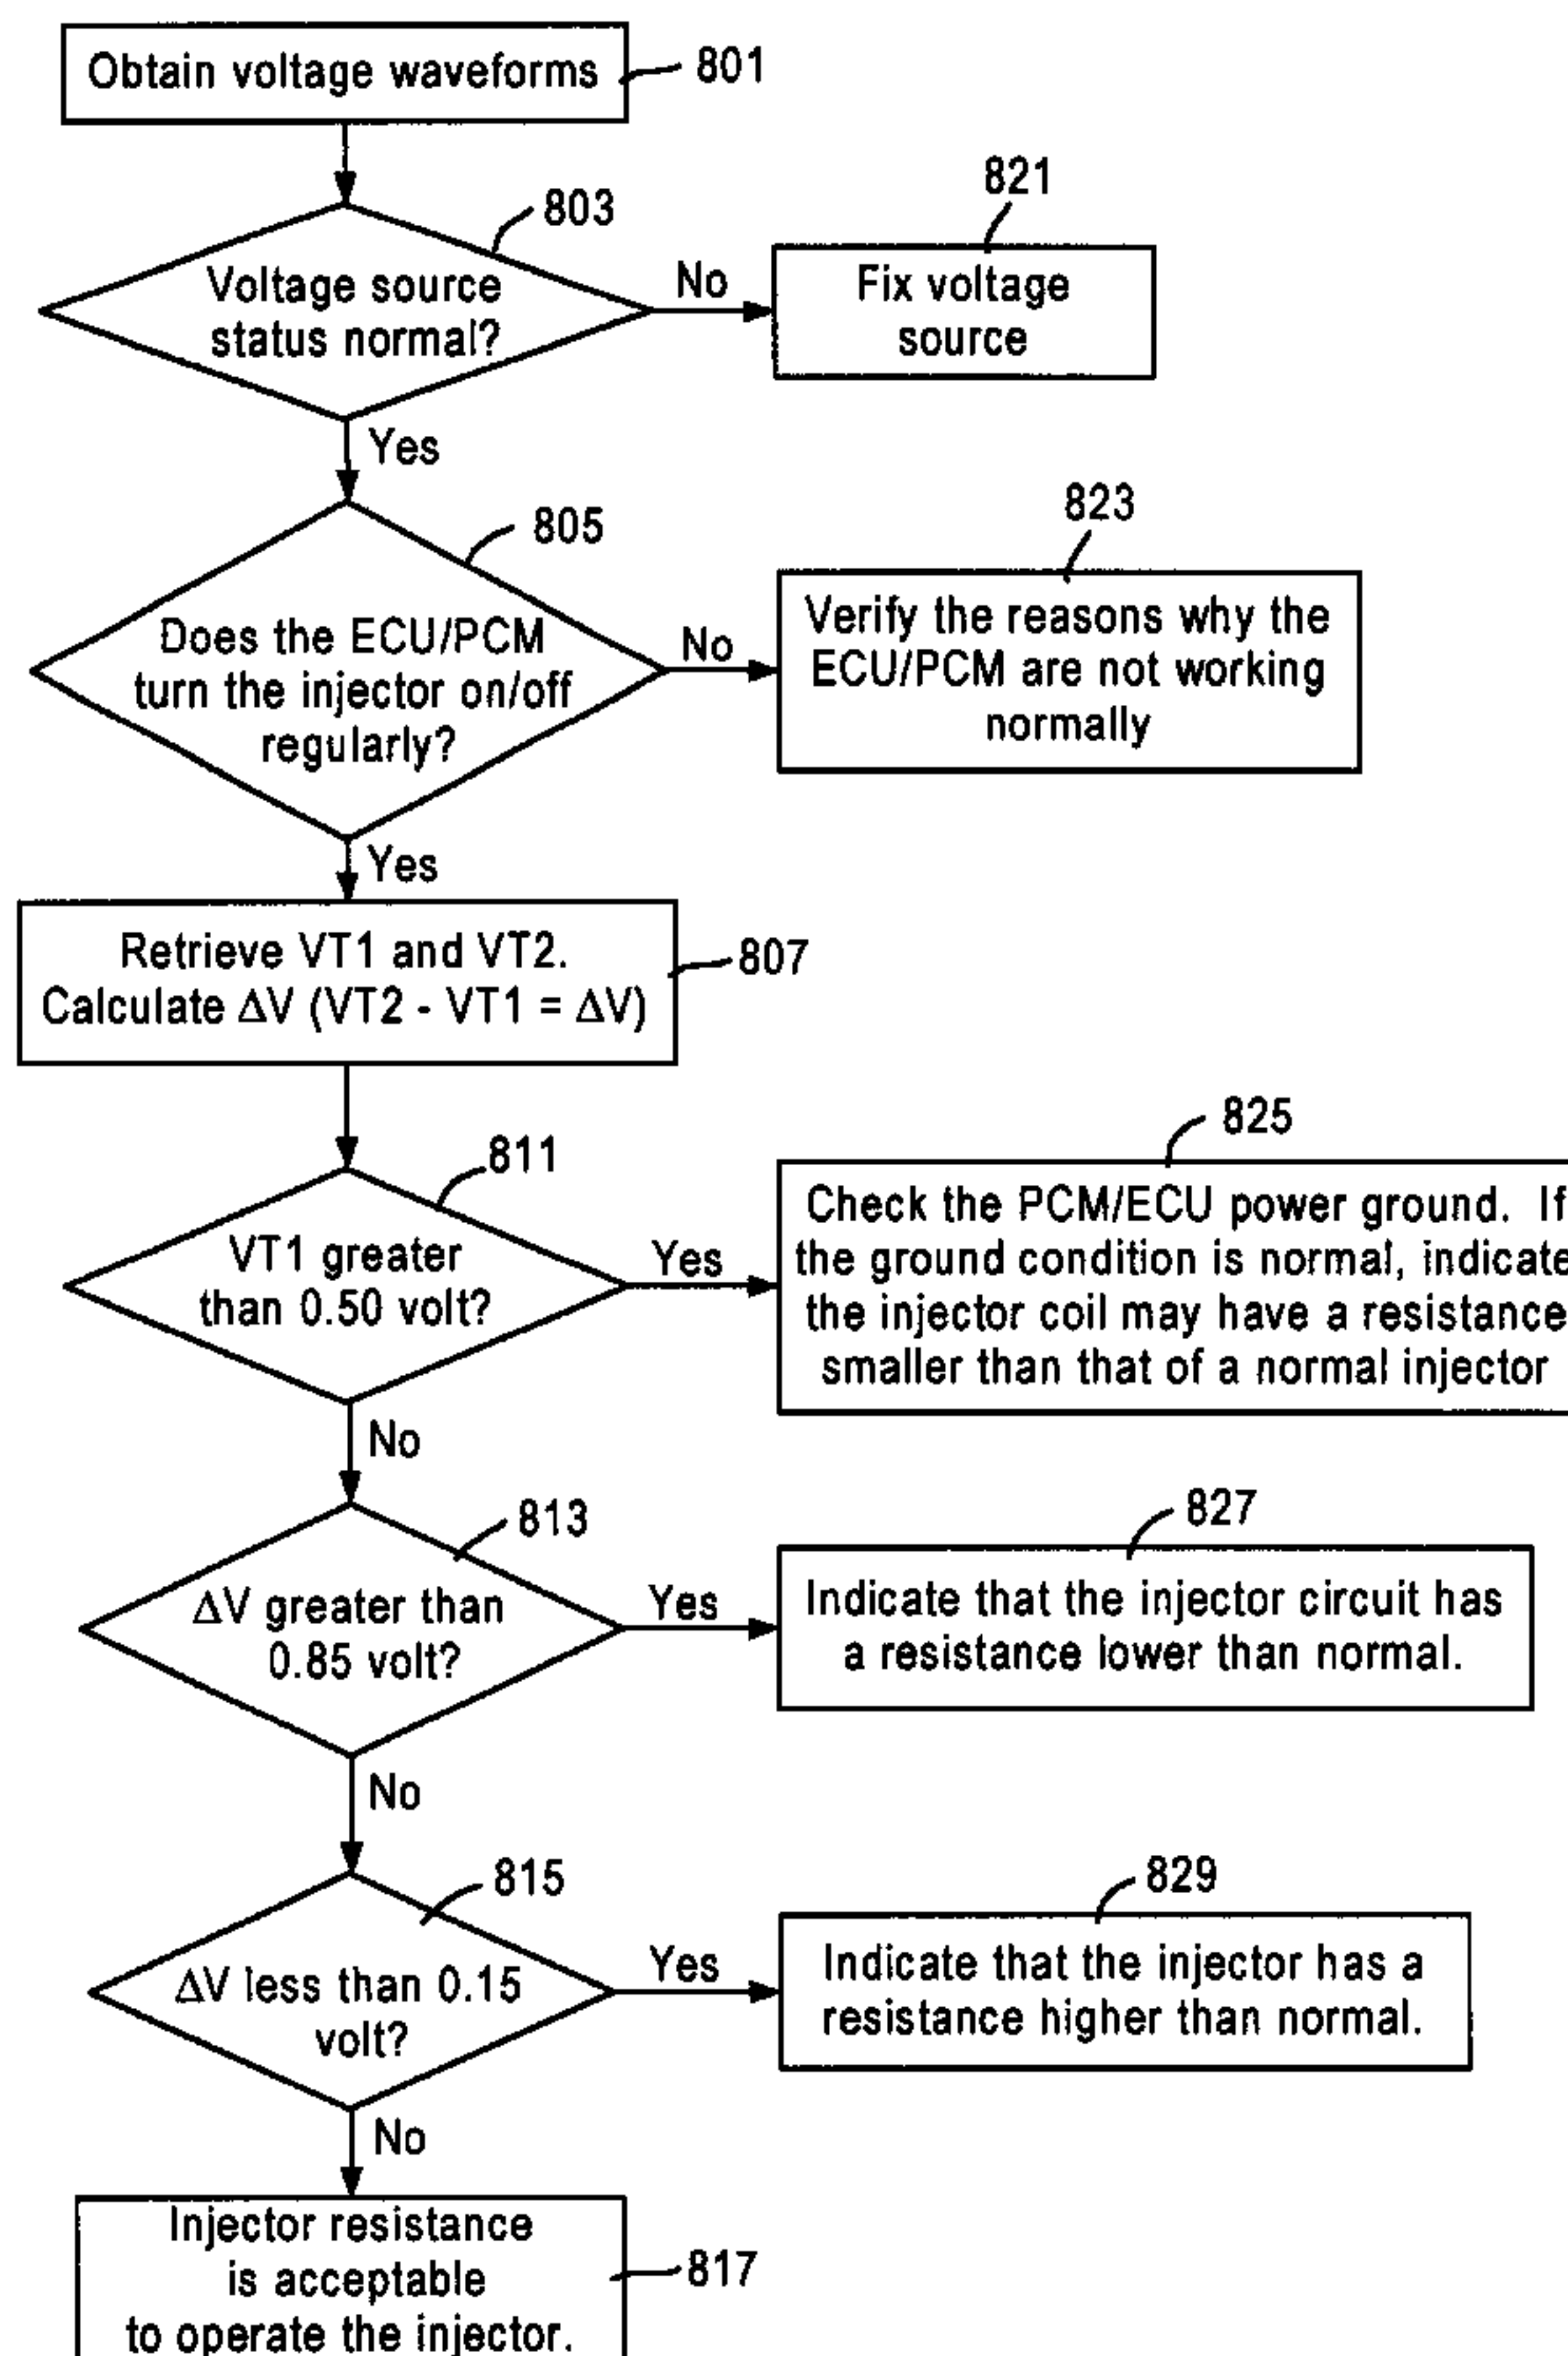 Obtain voltage waveforms
801
803
Voltage source
status normal?
No
821
Fix voltage
source
Yes
805
Does the ECU/PCM
turn the injector on/off
regularly?
No
823
Verify the reasons why the
ECU/PCM are not working
normally
Yes
Retrieve VT1 and VT2.
Calculate ΔV (VT2 - VT1 = ΔV)
807
811
VT1 greater
than 0.50 volt?
Yes
825
Check the PCM/ECU power ground. If
the ground condition is normal, indicate
the injector coil may have a resistance
smaller than that of a normal injector
No
813
ΔV greater than
0.85 volt?
Yes
827
Indicate that the injector circuit has
a resistance lower than normal.
No
815
ΔV less than 0.15
volt?
Yes
829
Indicate that the injector has a
resistance higher than normal.
No
Injector resistance
is acceptable
to operate the injector.
817